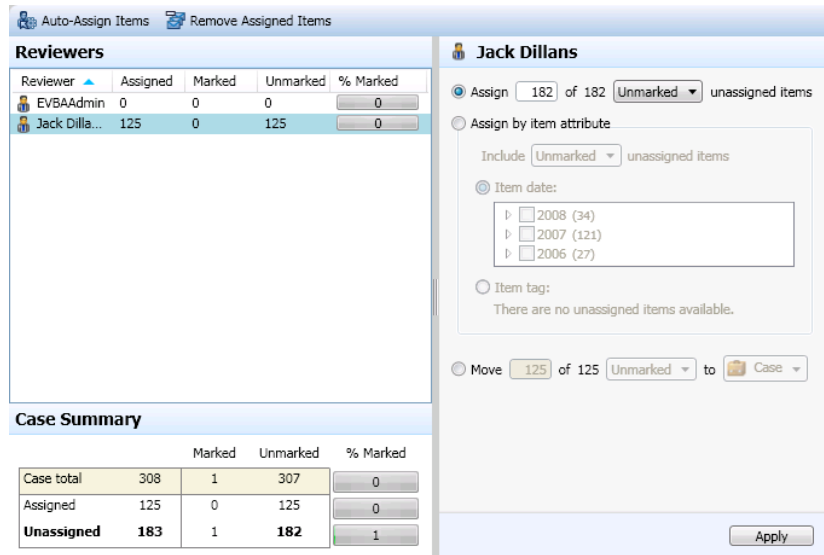 Auto-Assign Items Remove Assigned Items
Reviewers
Reviewer Assigned Marked Unmarked % Marked
EVBAAdmin 0 0 0 0
Jack Dilla... 125 0 125 0
Case Summary
Marked Unmarked % Marked
Case total 308 1 307 0
Assigned 125 0 125 0
Unassigned 183 1 182 1
Jack Dillans
Assign 182 of 182 Unmarked unassigned items
Assign by item attribute
Include Unmarked unassigned items
Item date:
2008 (34)
2007 (121)
2006 (27)
Item tag:
There are no unassigned items available.
Move 125 of 125 Unmarked to Case
Apply